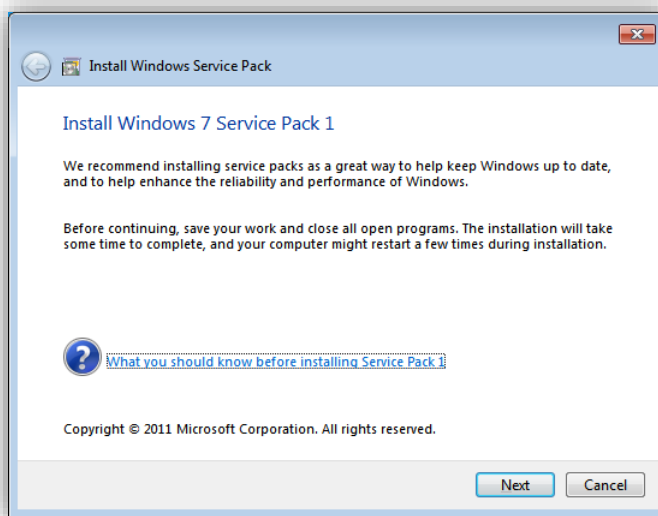 Install Windows Service Pack
Install Windows 7 Service Pack 1
We recommend installing service packs as a great way to help keep Windows up to date,
and to help enhance the reliability and performance of Windows.
Before continuing, save your work and close all open programs. The installation will take
some time to complete, and your computer might restart a few times during installation.
What you should know before installing Service Pack 1
Copyright © 2011 Microsoft Corporation. All rights reserved.
Next Cancel